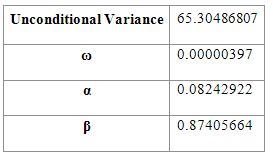 Unconditional Variance 65.30486807
ω 0.00000397
α 0.08242922
β 0.87405664